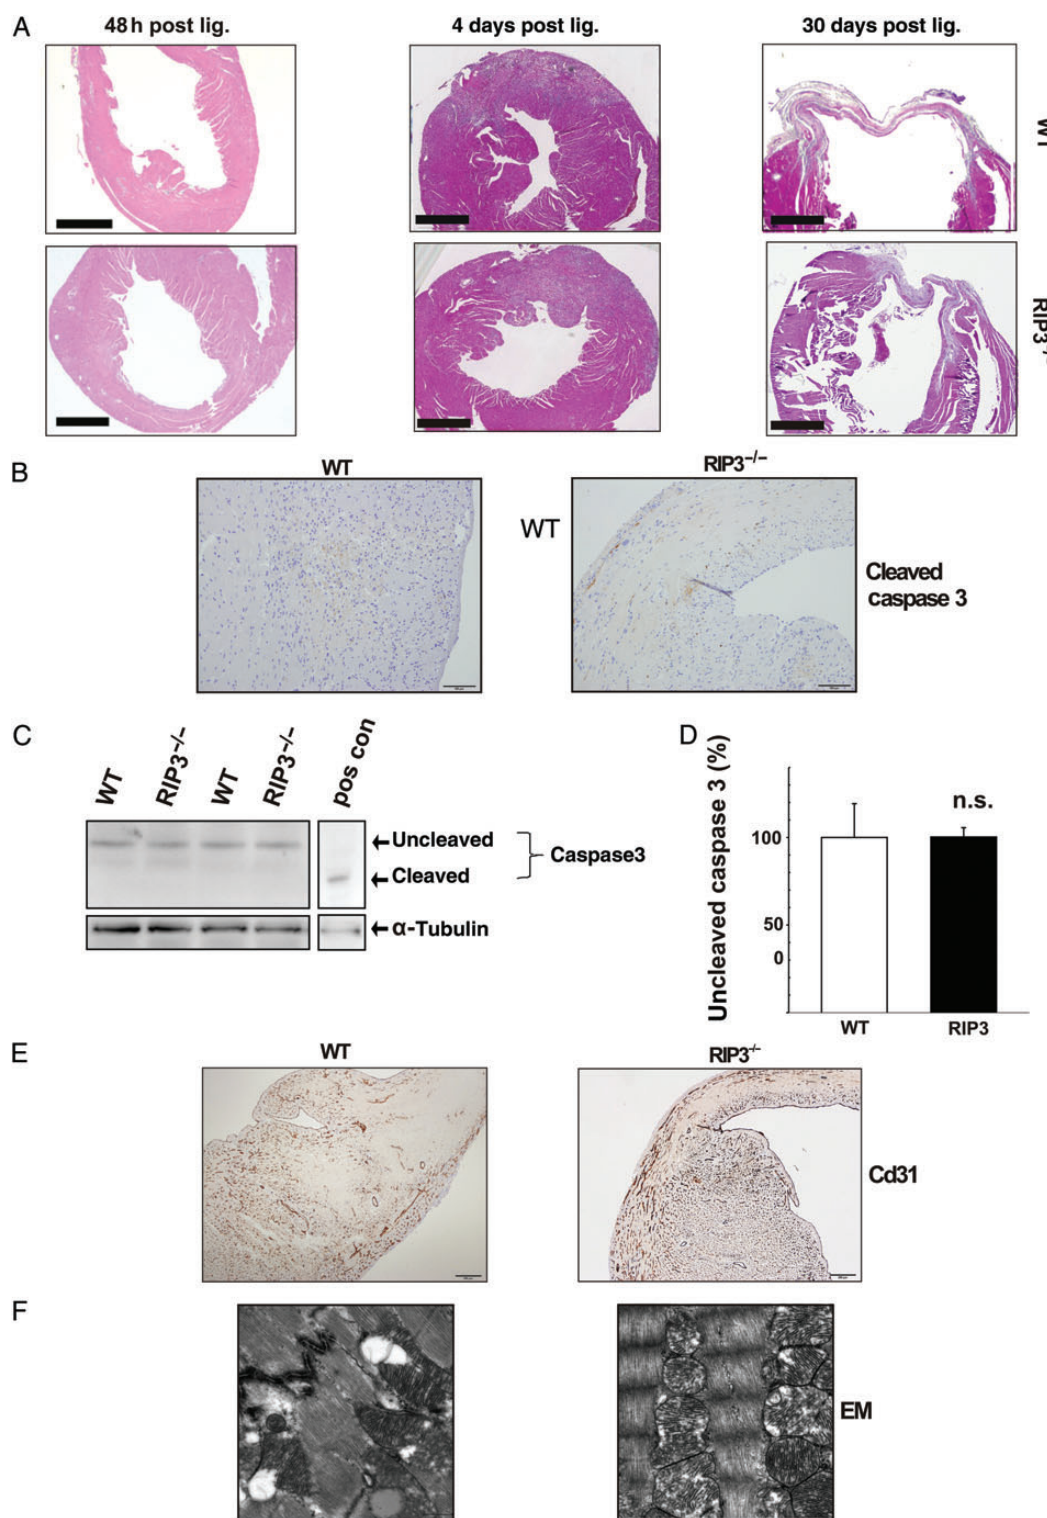 A
48 h post lig.
4 days post lig.
30 days post lig.
WT
RIP3⁻/⁻
B
WT
RIP3⁻/⁻
WT
Cleaved
caspase 3
C
WT
RIP3⁻/⁻
WT
RIP3⁻/⁻
pos con
Uncleaved
Cleaved
Caspase3
α-Tubulin
D
Uncleaved caspase 3 (%)
n.s.
100
50
0
WT
RIP3
E
WT
RIP3⁻/⁻
Cd31
F
EM